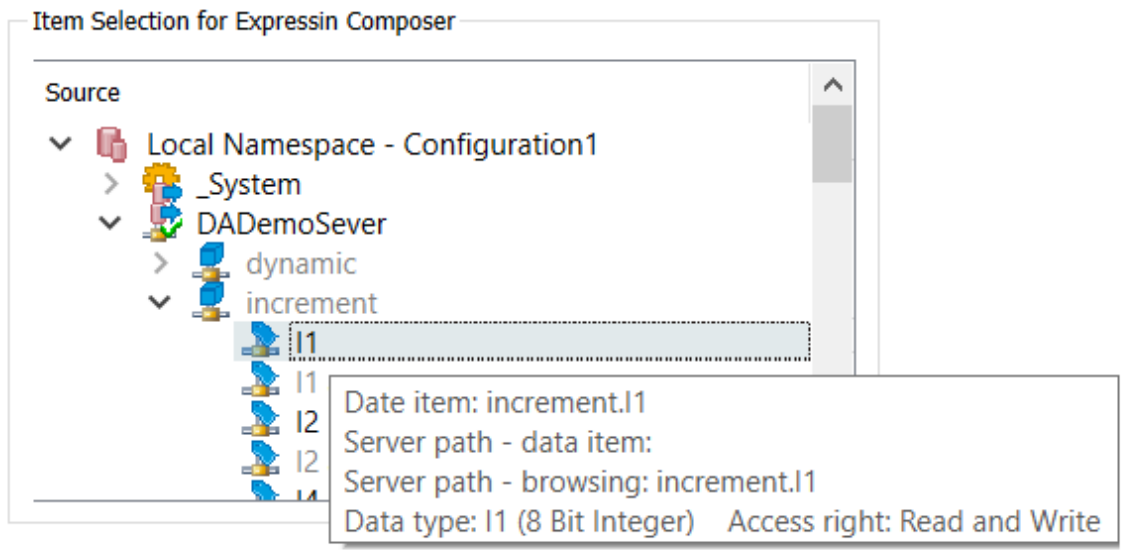 Item Selection for Expressin Composer
Source
Local Namespace - Configuration1
_System
DADemoSever
dynamic
increment
I1
I1
I2
I2
I4
Date item: increment.I1
Server path - data item:
Server path - browsing: increment.I1
Data type: I1 (8 Bit Integer) Access right: Read and Write